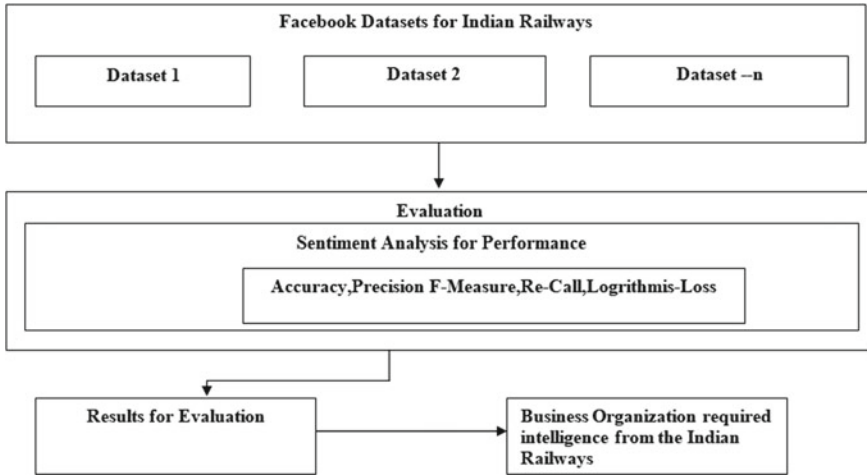 Facebook Datasets for Indian Railways
Dataset 1
Dataset 2
Dataset --n
Evaluation
Sentiment Analysis for Performance
Accuracy,Precision F-Measure,Re-Call,Logrithmis-Loss
Results for Evaluation
Business Organization required
intelligence from the Indian
Railways